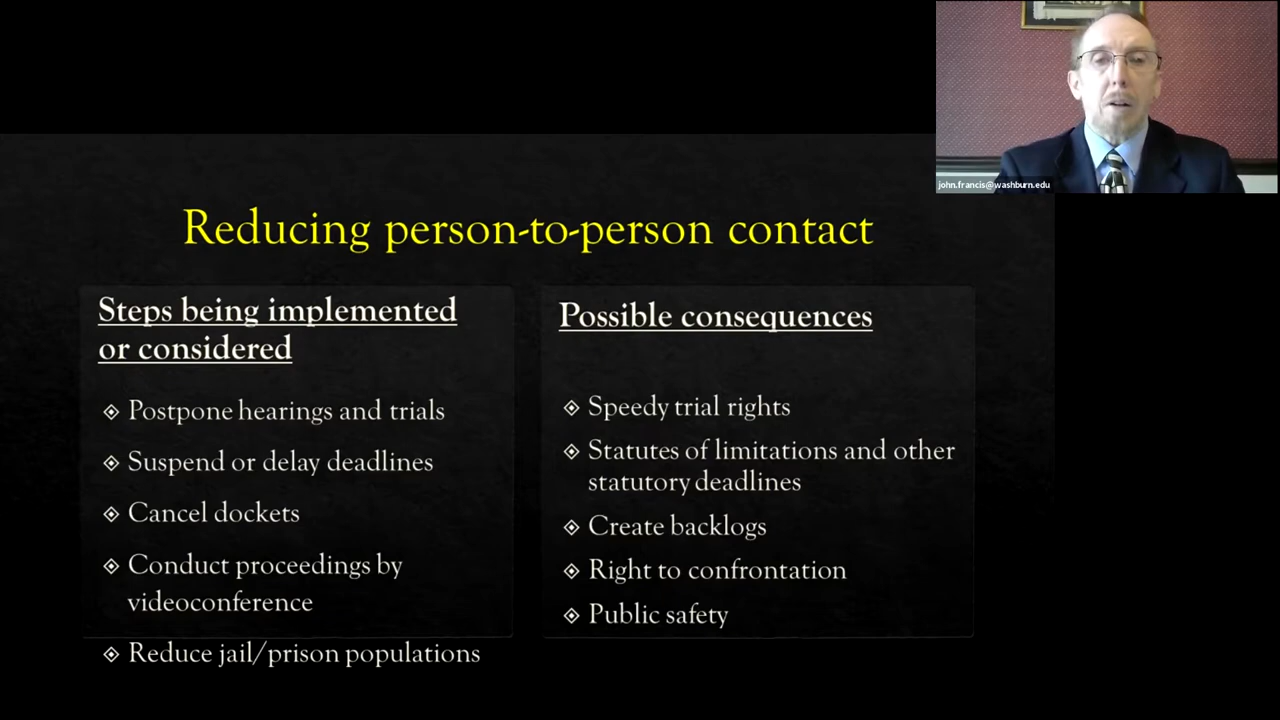 john.francis@washburn.edu
Reducing person-to-person contact
Steps being implemented
or considered
Postpone hearings and trials
Suspend or delay deadlines
Cancel dockets
Conduct proceedings by
videoconference
Reduce jail/prison populations
Possible consequences
Speedy trial rights
Statutes of limitations and other
statutory deadlines
Create backlogs
Right to confrontation
Public safety